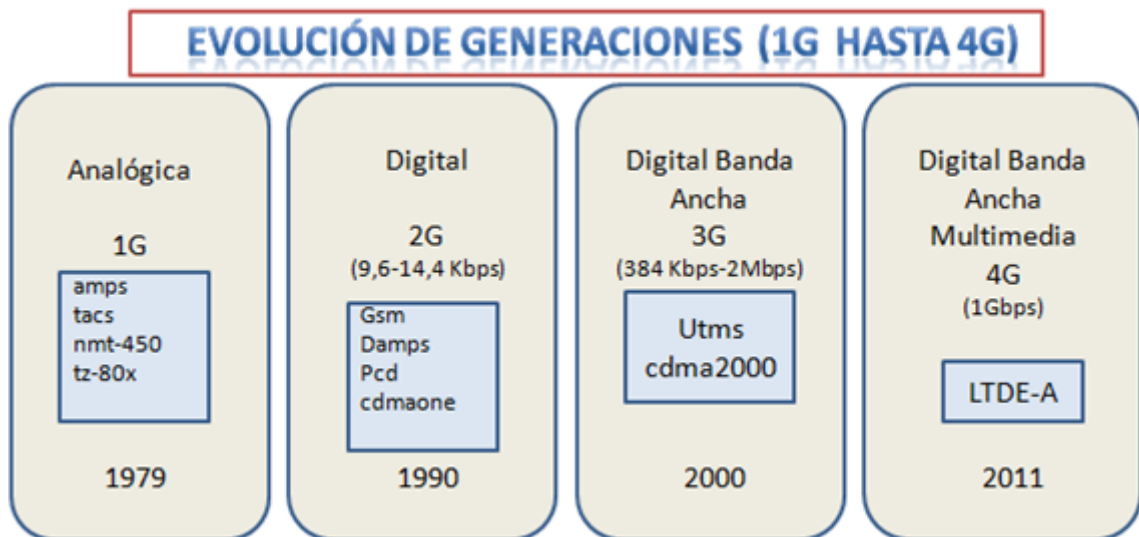 EVOLUCIÓN DE GENERACIONES (1G HASTA 4G)
Analógica
1G
amps
tacs
nmt-450
tz-80x
1979
Digital
2G
(9,6-14,4 Kbps)
Gsm
Damps
Pcd
cdmaone
1990
Digital Banda
Ancha
3G
(384 Kbps-2Mbps)
Utms
cdma2000
2000
Digital Banda
Ancha
Multimedia
4G
(1Gbps)
LTDE-A
2011